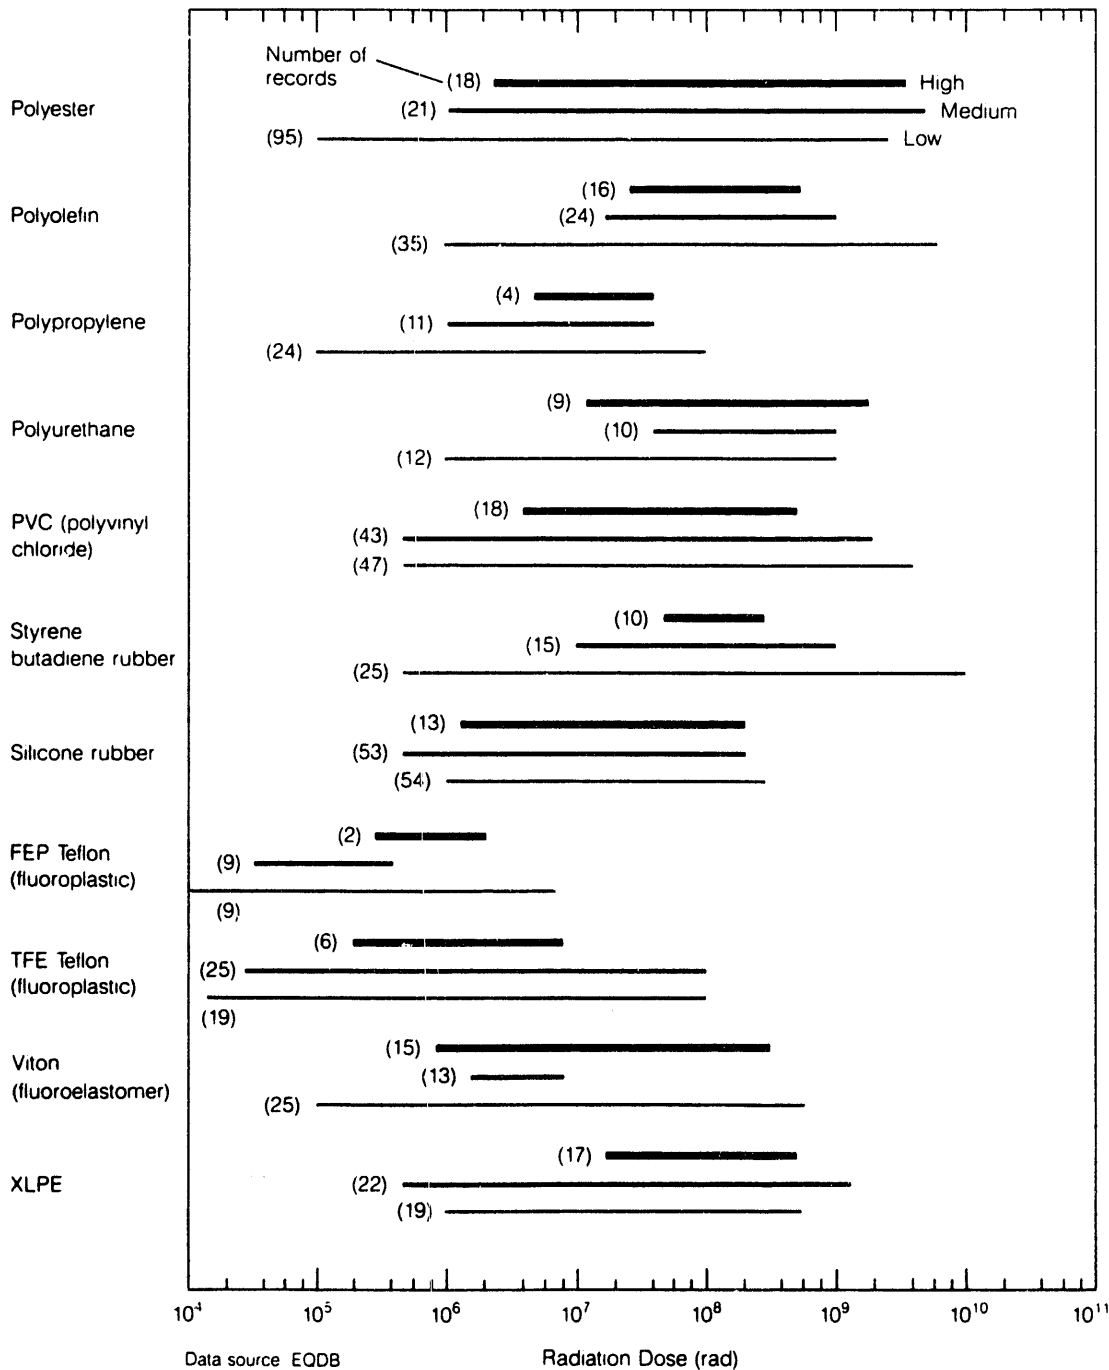 Number of
records
(18)
High
Polyester
(21)
Medium
(95)
Low
(16)
Polyolefin
(24)
(35)
(4)
Polypropylene
(11)
(24)
(9)
Polyurethane
(10)
(12)
(18)
PVC (polyvinyl
chloride)
(43)
(47)
(10)
Styrene
butadiene rubber
(15)
(25)
(13)
Silicone rubber
(53)
(54)
(2)
FEP Teflon
(fluoroplastic)
(9)
(9)
(6)
TFE Teflon
(fluoroplastic)
(25)
(19)
(15)
Viton
(fluoroelastomer)
(13)
(25)
(17)
XLPE
(22)
(19)
10⁴ 10⁵ 10⁶ 10⁷ 10⁸ 10⁹ 10¹⁰ 10¹¹
Data source EQDB
Radiation Dose (rad)